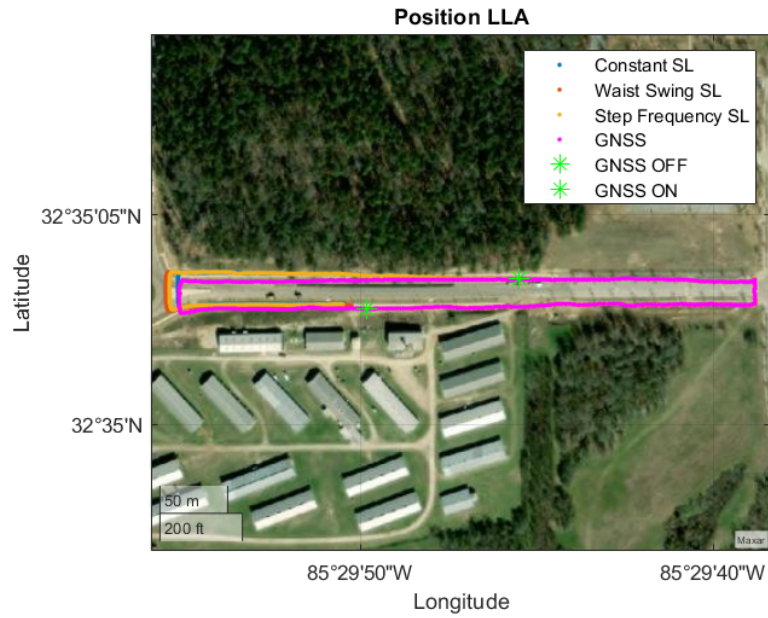 Position LLA
Constant SL
Waist Swing SL
Step Frequency SL
GNSS
GNSS OFF
GNSS ON
32°35'05"N
Latitude
32°35'N
50 m
200 ft
Maxar
85°29'50"W
85°29'40"W
Longitude